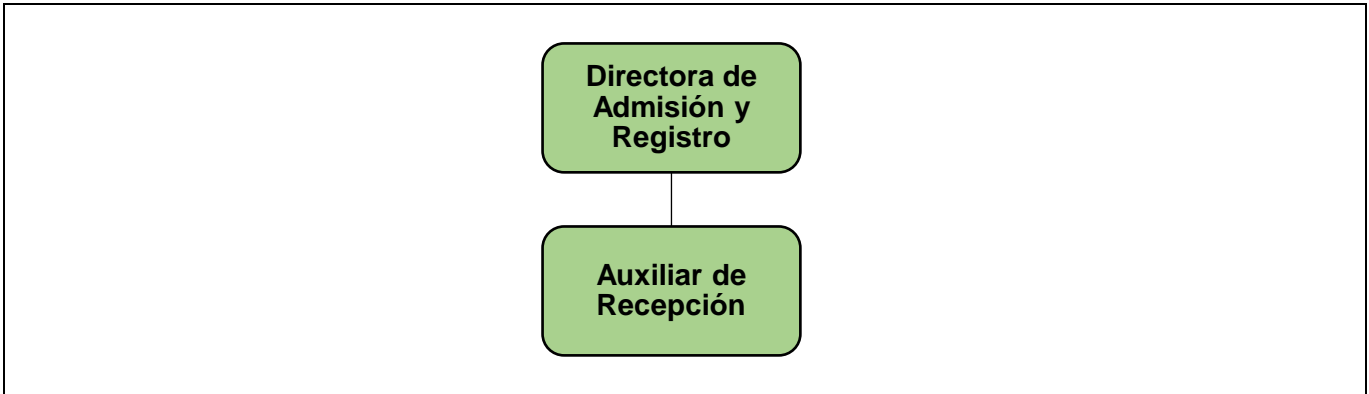 Directora de
Admisión y
Registro
Auxiliar de
Recepción